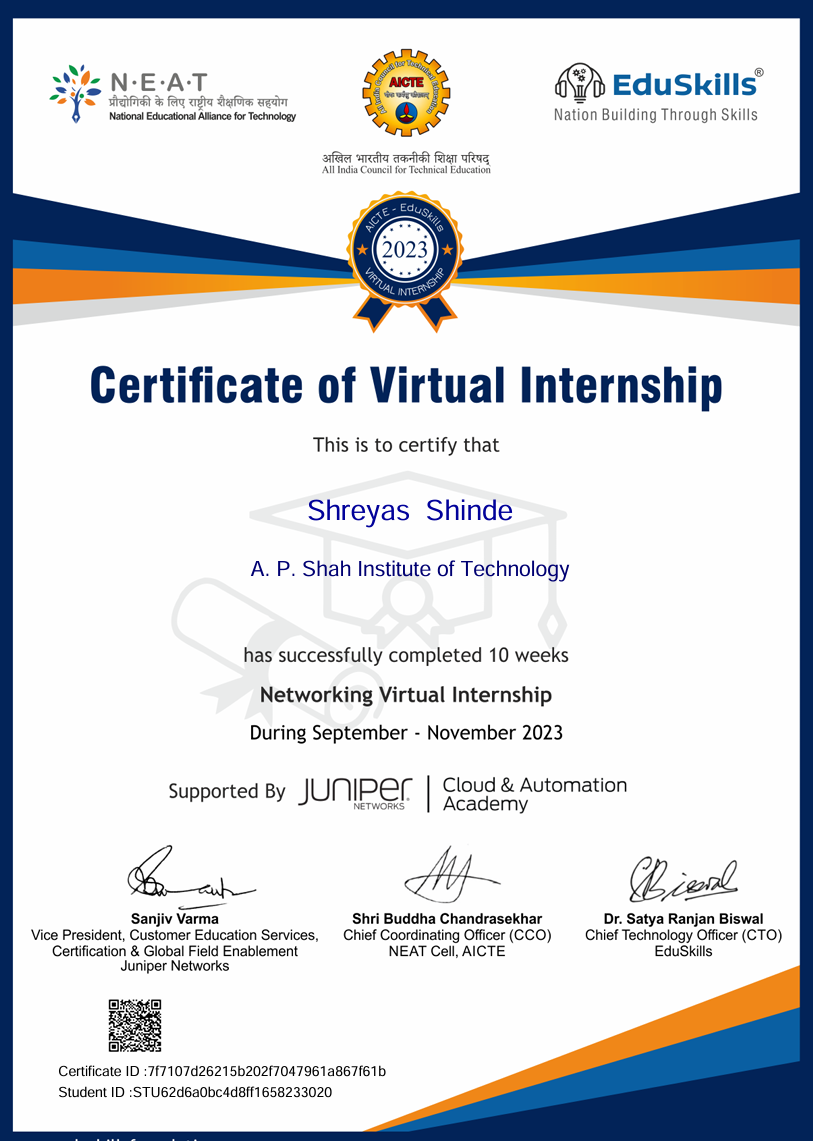 N·E·A·T
प्रौद्योगिकी के लिए राष्ट्रीय शैक्षणिक सहयोग
National Educational Alliance for Technology
All India Council for Technical Education
AICTE
अखिल भारतीय तकनीकी शिक्षा परिषद्
All India Council for Technical Education
EduSkills®
Nation Building Through Skills
AICTE - EduSkills
2023
VIRTUAL INTERNSHIP
Certificate of Virtual Internship
This is to certify that
Shreyas Shinde
A. P. Shah Institute of Technology
has successfully completed 10 weeks
Networking Virtual Internship
During September - November 2023
Supported By
JUNIPER
NETWORKS
Cloud & Automation
Academy
Sanjiv Varma
Vice President, Customer Education Services,
Certification & Global Field Enablement
Juniper Networks
Shri Buddha Chandrasekhar
Chief Coordinating Officer (CCO)
NEAT Cell, AICTE
Biswal
Dr. Satya Ranjan Biswal
Chief Technology Officer (CTO)
EduSkills
Certificate ID :7f7107d26215b202f7047961a867f61b
Student ID :STU62d6a0bc4d8ff1658233020